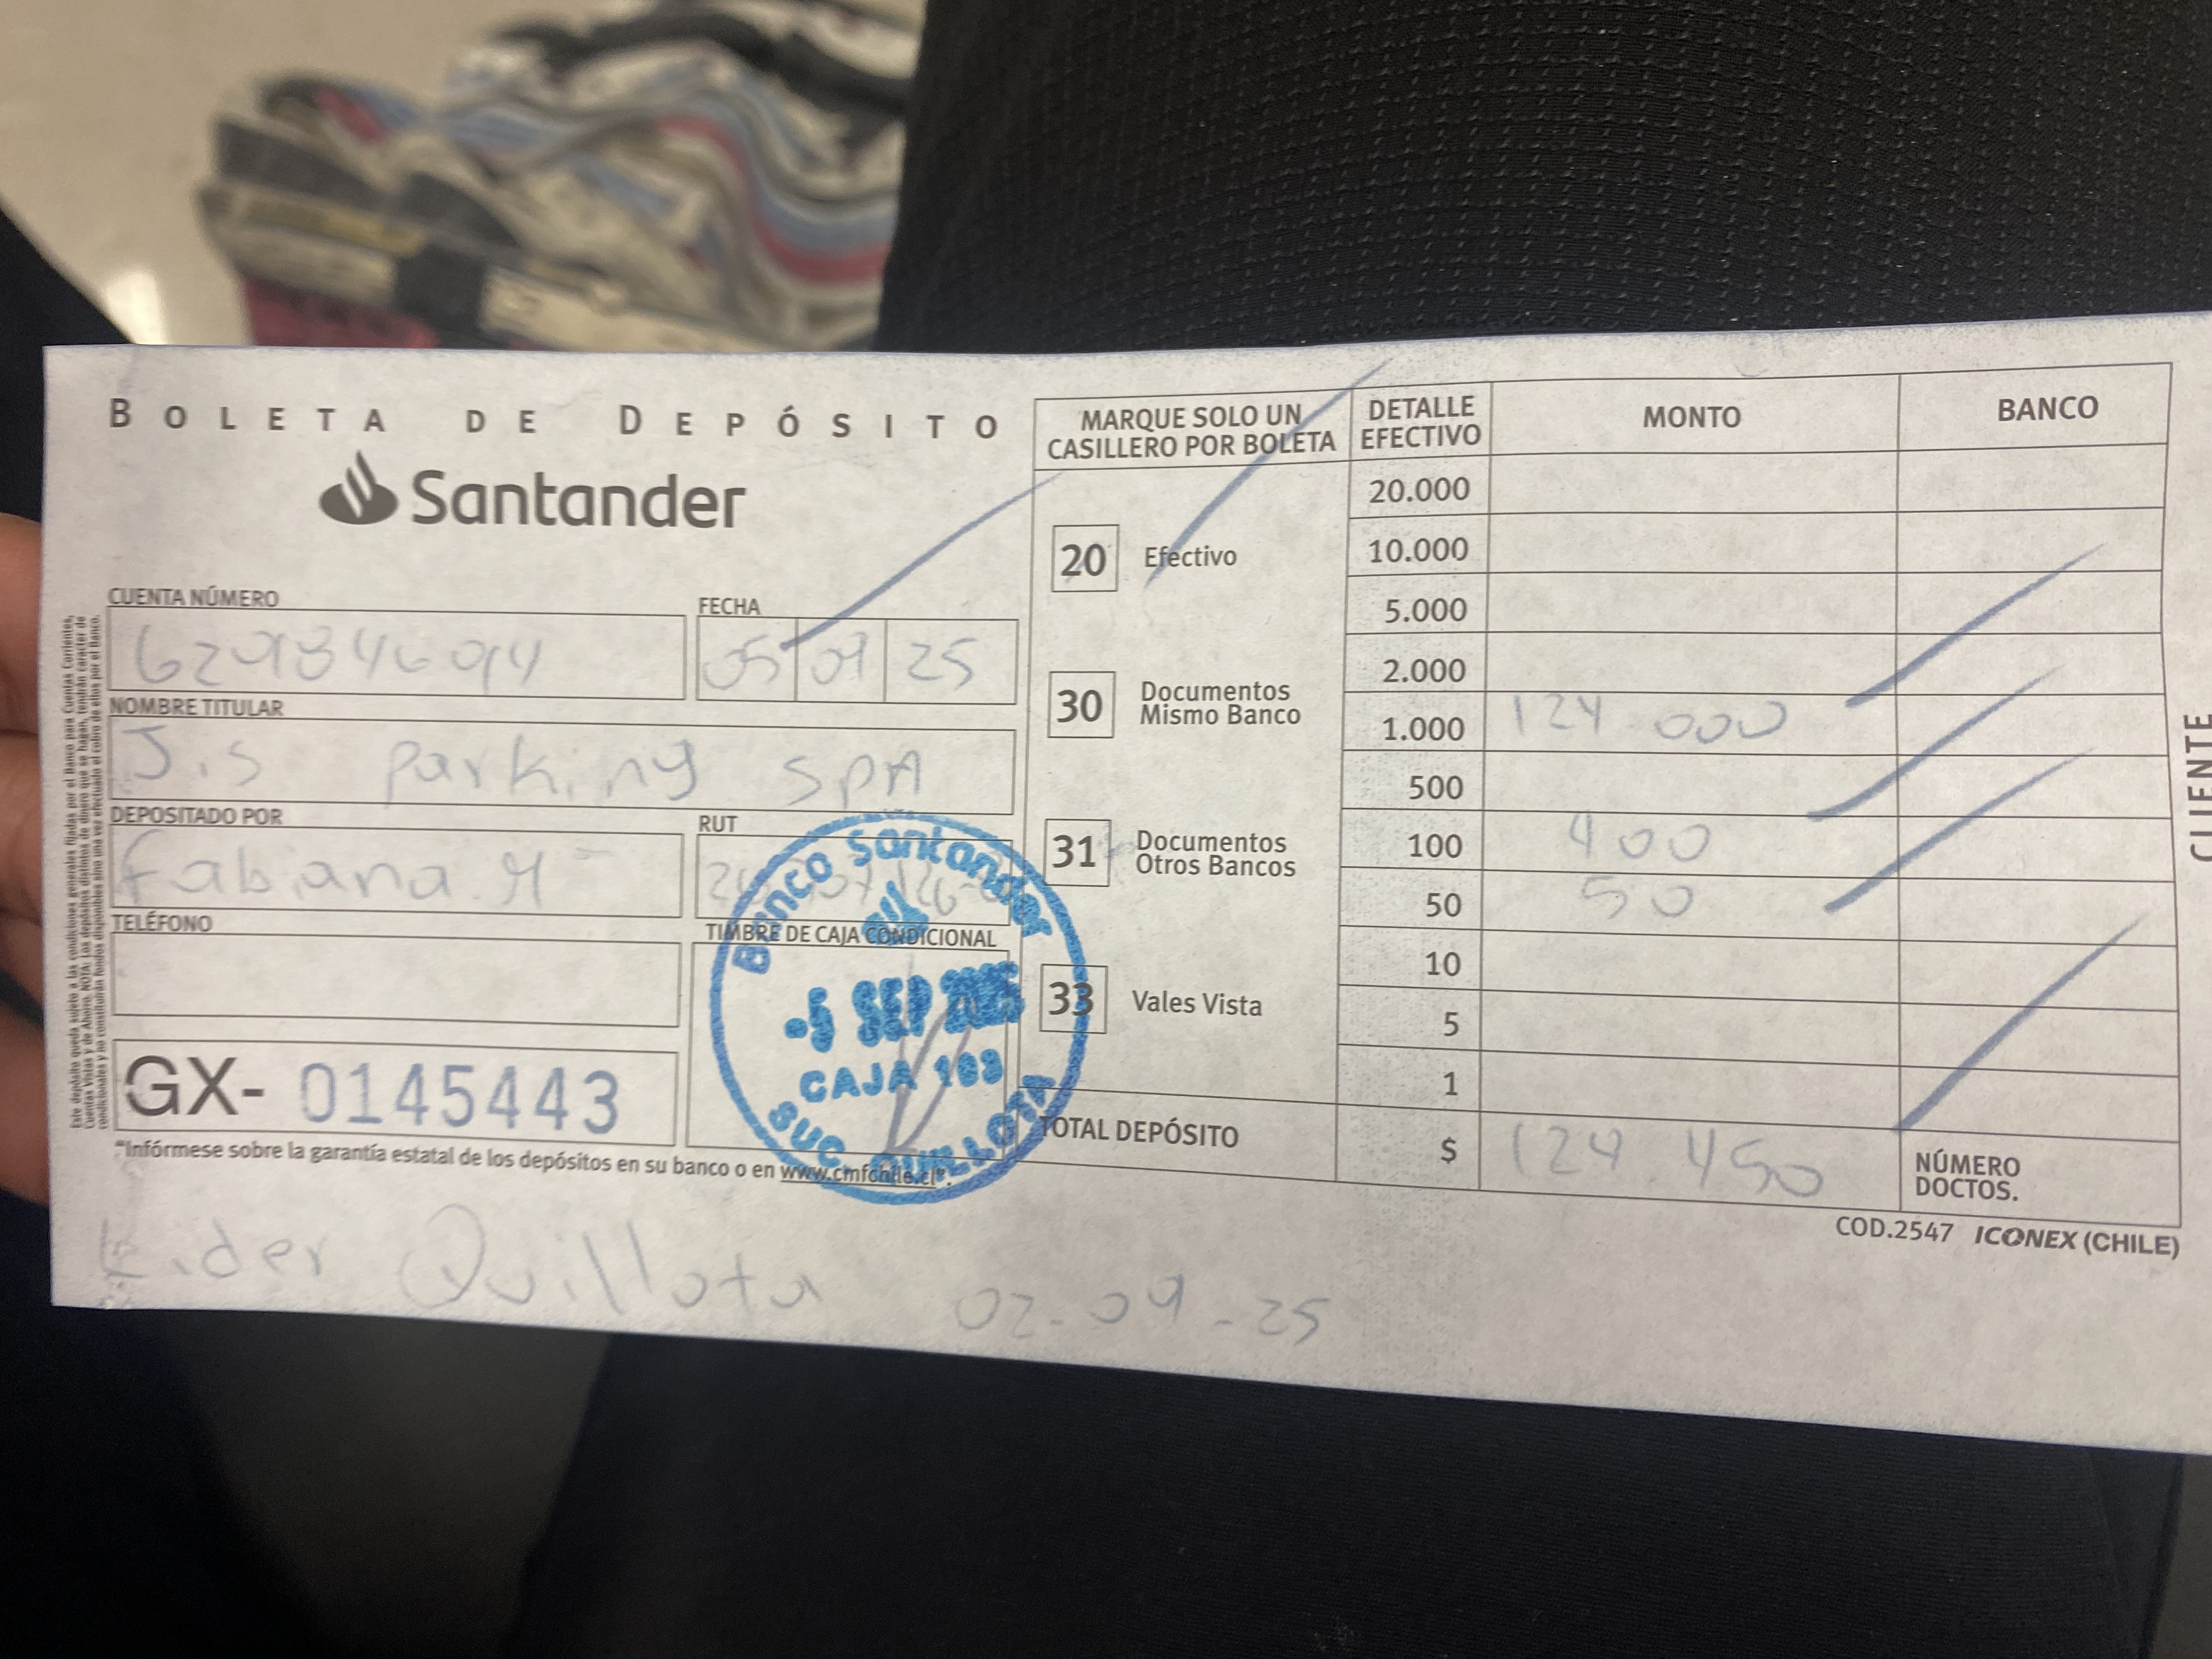 BOLETA DE DEPÓSITO
Santander
CUENTA NÚMERO
FECHA
05 09 25
NOMBRE TITULAR
J.S Parking SPA
DEPOSITADO POR
Fabiana.M
RUT
TELÉFONO
TIMBRE DE CAJA CONDICIONAL
Banco Santander
-5 SEP 2025
CAJA 103
SUC. QUILLOTA
GX- 0145443
"Infórmese sobre la garantía estatal de los depósitos en su banco o en www.cmfchile.cl".
MARQUE SOLO UN
CASILLERO POR BOLETA
20 Efectivo
30 Documentos
Mismo Banco
31 Documentos
Otros Bancos
33 Vales Vista
DETALLE
EFECTIVO
MONTO
BANCO
20.000
10.000
5.000
2.000
1.000 124.000
500
100 400
50 50
10
5
1
TOTAL DEPÓSITO $ 124.450
NÚMERO
DOCTOS.
COD.2547 ICONEX (CHILE)
CLIENTE
Lider Quillota 02-09-25